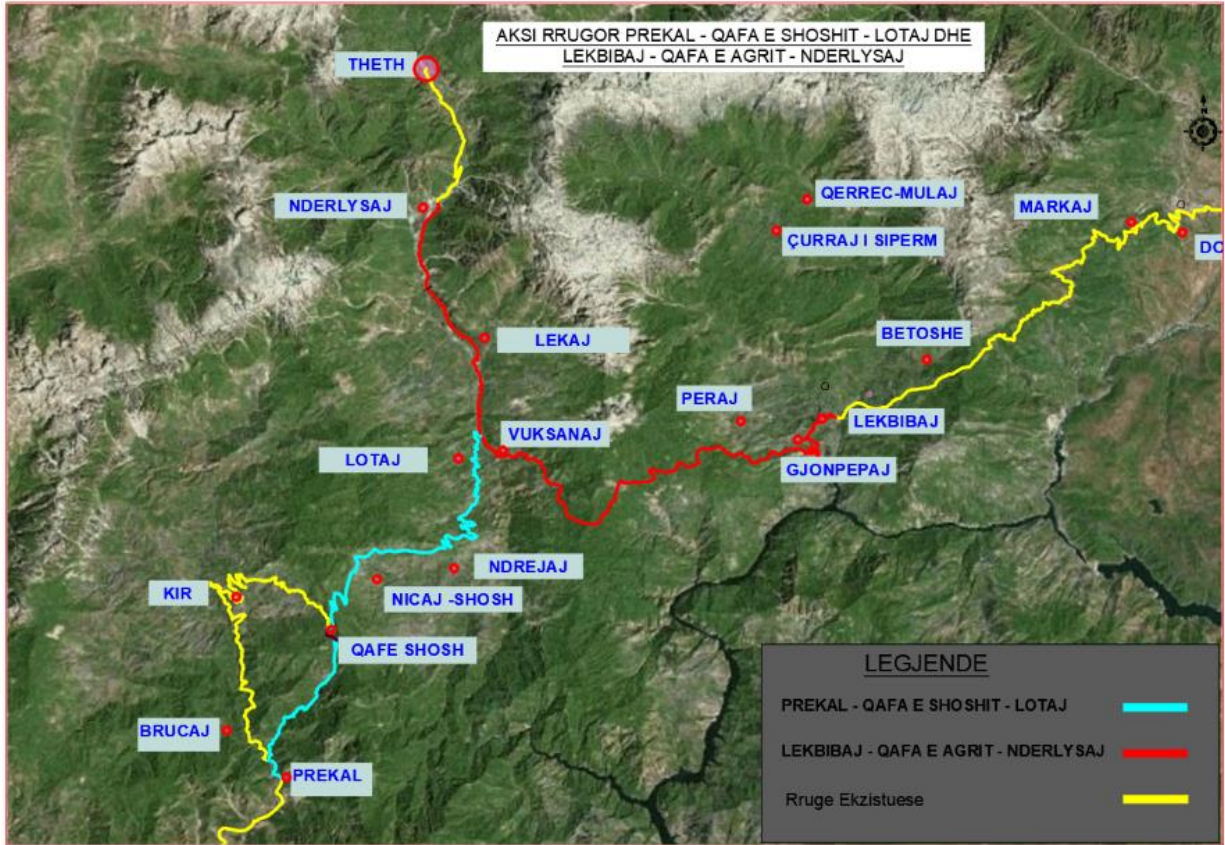 AKSI RRUGOR PREKAL - QAFA E SHOSHIT - LOTAJ DHE
LEKBIBAJ - QAFA E AGRIT - NDERLYSAJ
THETH
N
NDERLYSAJ
QERREC-MULAJ
MARKAJ
ÇURRAJ I SIPERM
DO
LEKAJ
BETOSHE
PERAJ
LEKBIBAJ
VUKSANAJ
LOTAJ
GJONPEPAJ
NDREJAJ
KIR
NICAJ -SHOSH
QAFE SHOSH
BRUCAJ
PREKAL
LEGJENDE
PREKAL - QAFA E SHOSHIT - LOTAJ
LEKBIBAJ - QAFA E AGRIT - NDERLYSAJ
Rruge Ekzistuese